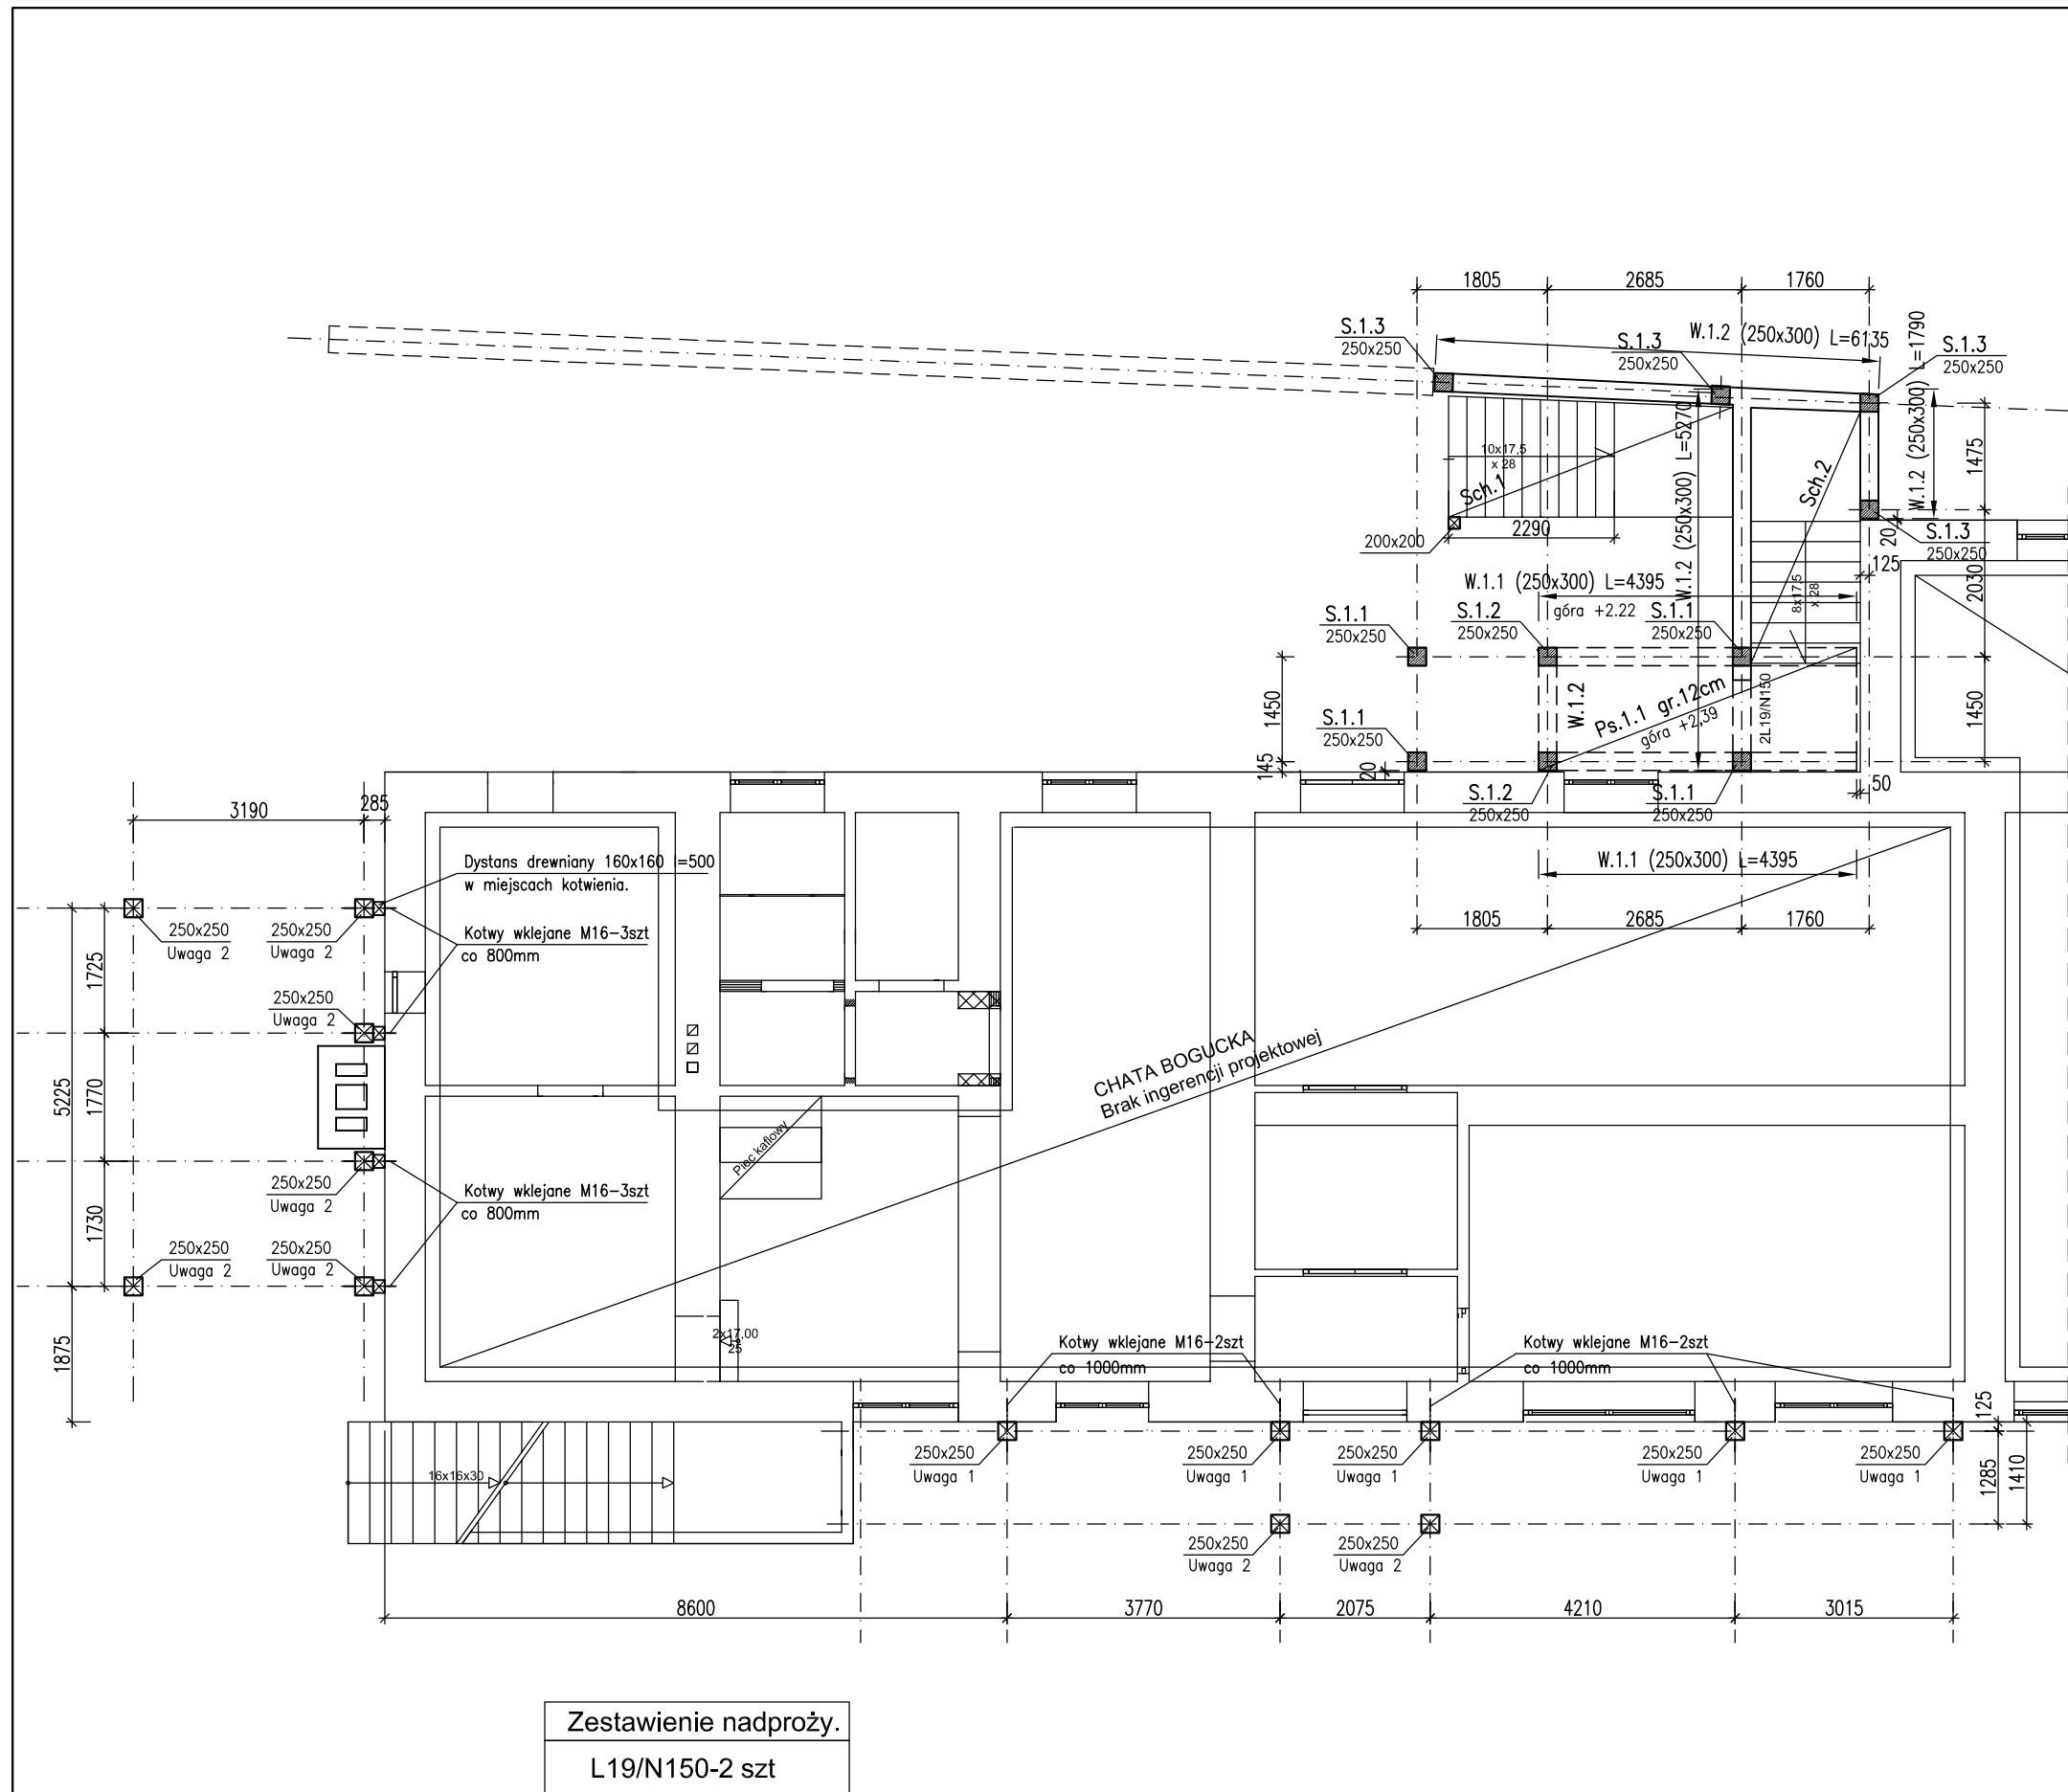 1805
2685
1760
S.1.3
250x250
S.1.3
250x250
W.1.2 (250x300) L=6135
S.1.3
250x250
W.1.2 (250x300) L=1790
1475
10x17,5
x 28
Sch.1
W.1.2 (250x300) L=5270
Sch.2
2290
200x200
S.1.3
250x250
20
125
2030
W.1.1 (250x300) L=4395
góra +2.22
8x17,5
x 28
S.1.1
250x250
S.1.2
250x250
S.1.1
250x250
1450
145
S.1.1
250x250
20
W.1.2
Ps.1.1 gr.12cm
góra +2,39
2L19/N150
1450
50
S.1.2
250x250
S.1.1
250x250
W.1.1 (250x300) L=4395
1805
2685
1760
3190
285
Dystans drewniany 160x160 l=500
w miejscach kotwienia.
250x250
Uwaga 2
250x250
Uwaga 2
Kotwy wklejane M16-3szt
co 800mm
1725
250x250
Uwaga 2
5225
1770
CHATA BOGUCKA
Brak ingerencji projektowej
Piec kaflowy
250x250
Uwaga 2
Kotwy wklejane M16-3szt
co 800mm
1730
250x250
Uwaga 2
250x250
Uwaga 2
1875
2x17,00
25
Kotwy wklejane M16-2szt
co 1000mm
Kotwy wklejane M16-2szt
co 1000mm
125
1285
1410
16x16x30
250x250
Uwaga 1
250x250
Uwaga 1
250x250
Uwaga 1
250x250
Uwaga 1
250x250
Uwaga 1
250x250
Uwaga 2
250x250
Uwaga 2
8600
3770
2075
4210
3015
Zestawienie nadproży.
L19/N150-2 szt